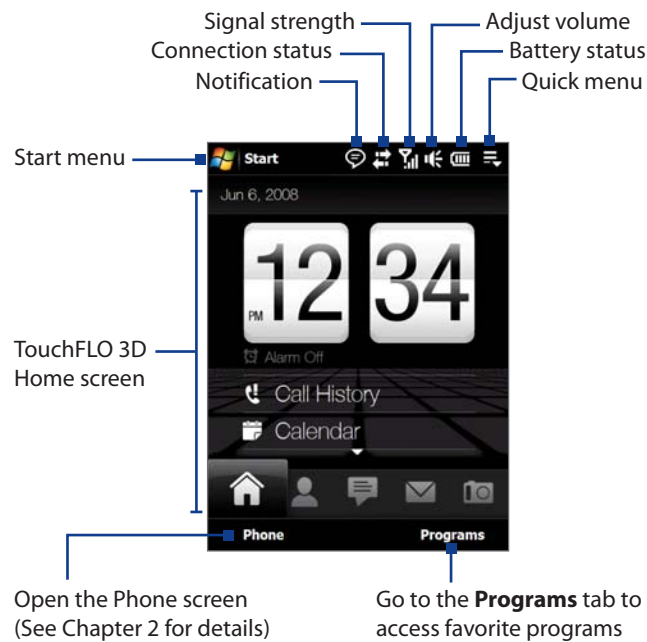 Signal strength
Adjust volume
Connection status
Battery status
Notification
Quick menu
Start menu
Start
Jun 6, 2008
PM
12 34
Alarm Off
TouchFLO 3D
Home screen
Call History
Calendar
Phone
Programs
Open the Phone screen
(See Chapter 2 for details)
Go to the Programs tab to
access favorite programs